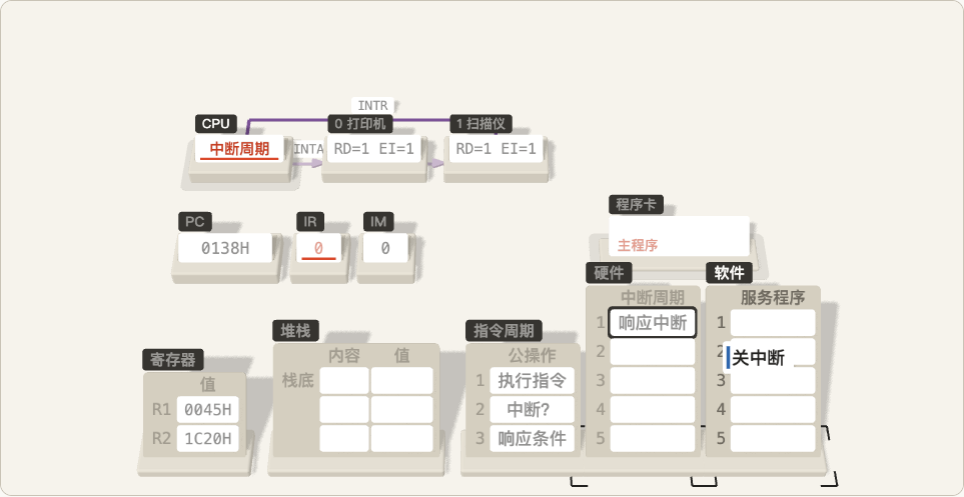 INTR
CPU
0 打印机
1 扫描仪
中断周期
INTA
RD=1 EI=1
RD=1 EI=1
PC
IR
IM
0138H
0
0
程序卡
主程序
硬件
软件
中断周期
服务程序
1
响应中断
1
2
2
关中断
3
3
4
4
5
5
堆栈
内容
值
栈底
指令周期
公操作
1
执行指令
2
中断?
3
响应条件
寄存器
值
R1
0045H
R2
1C20H